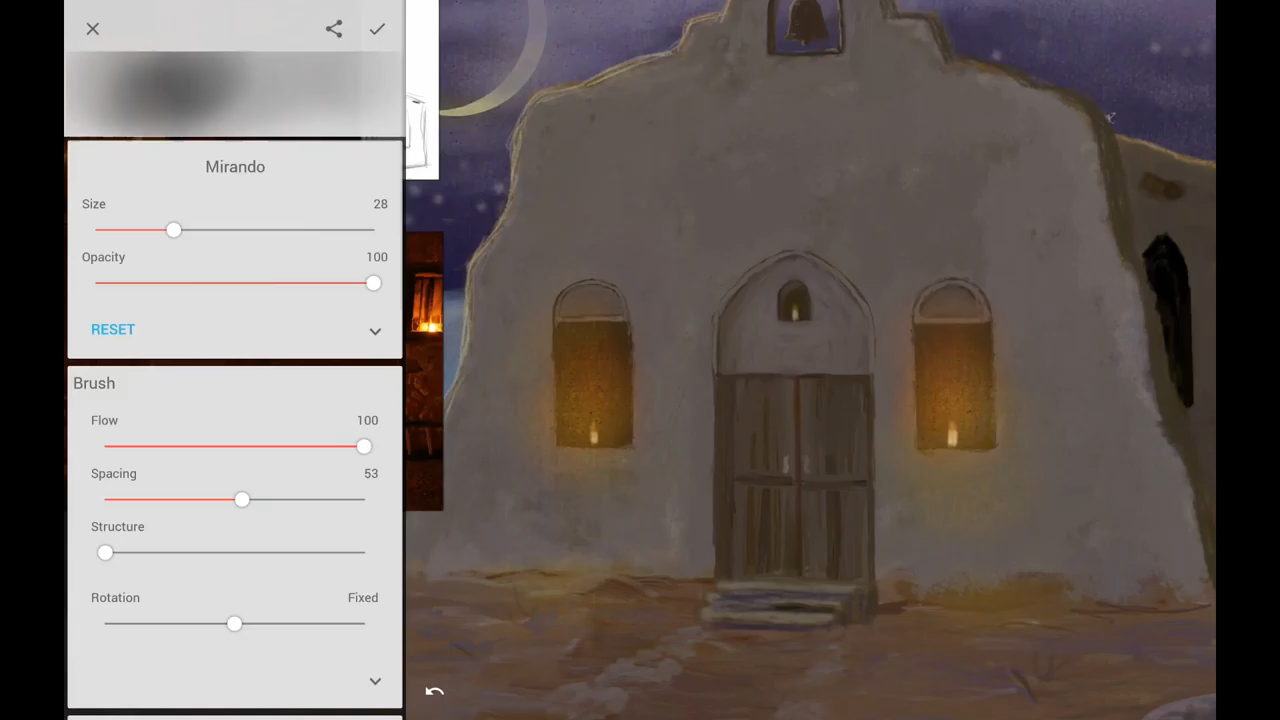 Mirando
Size 28
Opacity 100
RESET
Brush
Flow 100
Spacing 53
Structure
Rotation Fixed